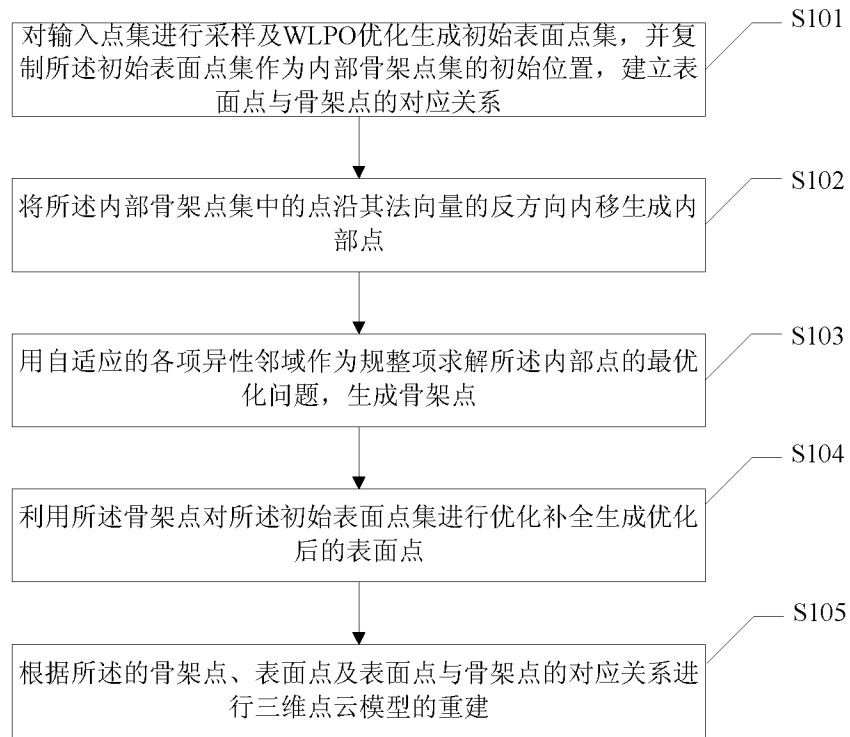 对输入点集进行采样及WLPO优化生成初始表面点集，并复
制所述初始表面点集作为内部骨架点集的初始位置，建立表
面点与骨架点的对应关系
S101
将所述内部骨架点集中的点沿其法向量的反方向内移生成内
部点
S102
用自适应的各项异性邻域作为规整项求解所述内部点的最优
化问题，生成骨架点
S103
利用所述骨架点对所述初始表面点集进行优化补全生成优化
后的表面点
S104
根据所述的骨架点、表面点及表面点与骨架点的对应关系进
行三维点云模型的重建
S105